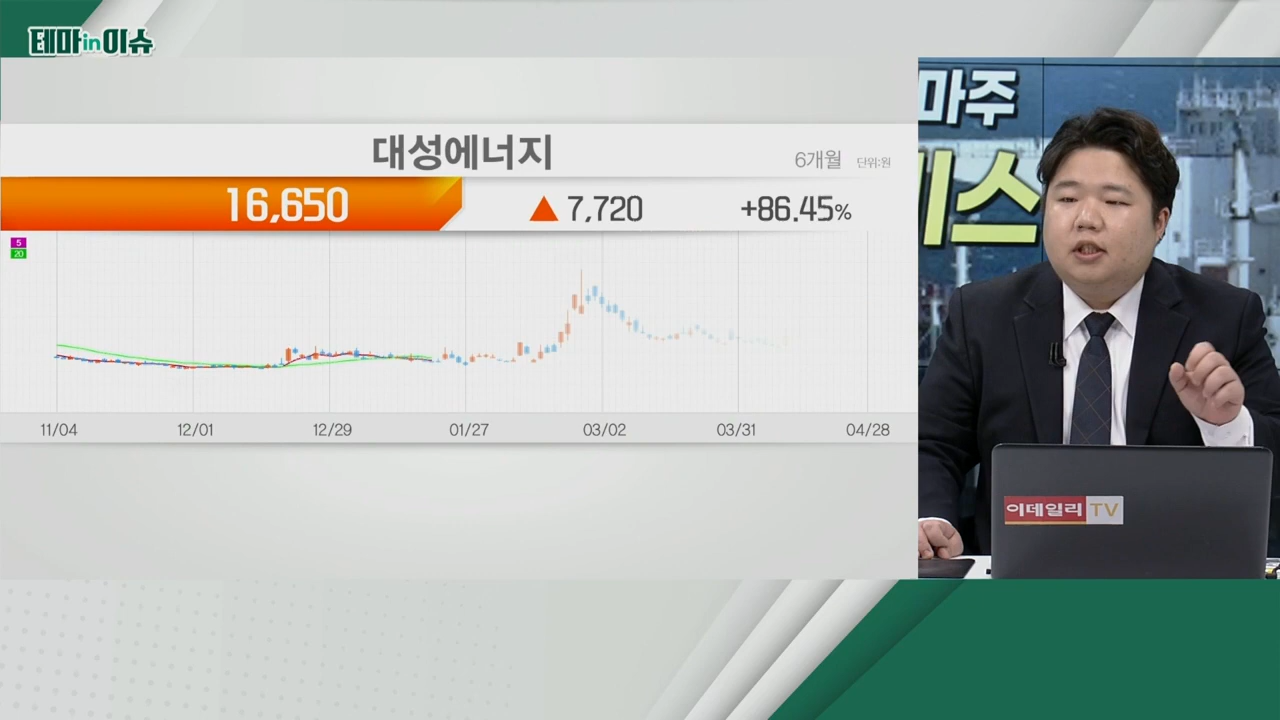 테마in이슈
대성에너지
6개월 단위:원
16,650 ▲ 7,720 +86.45%
5
20
11/04 12/01 12/29 01/27 03/02 03/31 04/28
마주
스
이데일리TV